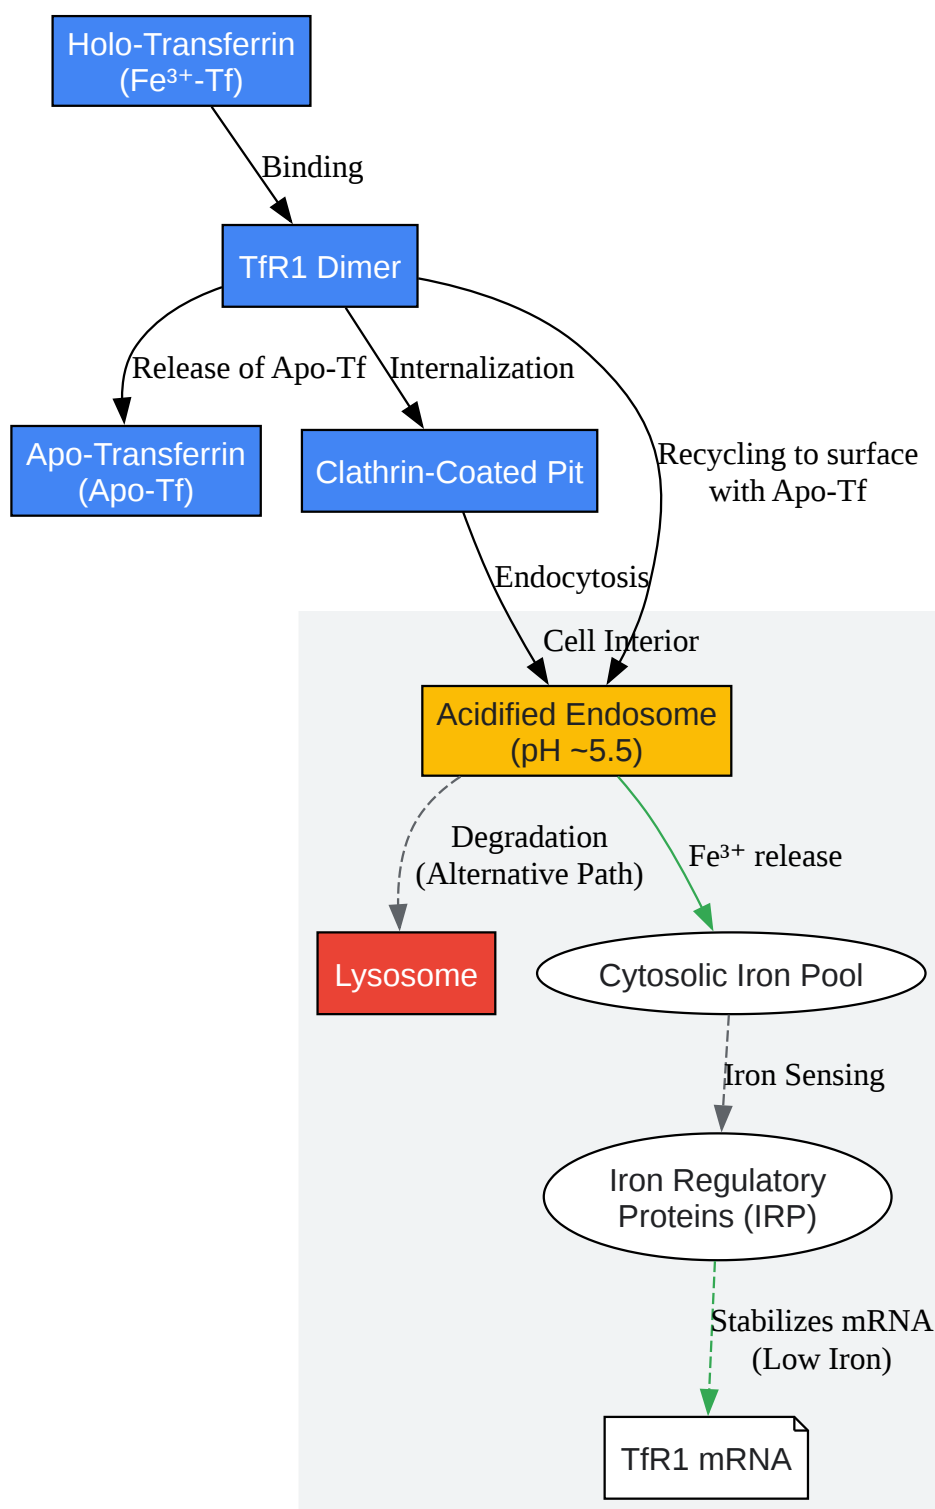 Holo-Transferrin
(Fe³⁺-Tf)
Binding
TfR1 Dimer
Release of Apo-Tf
Internalization
Recycling to surface
with Apo-Tf
Apo-Transferrin
(Apo-Tf)
Clathrin-Coated Pit
Endocytosis
Cell Interior
Acidified Endosome
(pH ~5.5)
Degradation
(Alternative Path)
Fe³⁺ release
Lysosome
Cytosolic Iron Pool
Iron Sensing
Iron Regulatory
Proteins (IRP)
Stabilizes mRNA
(Low Iron)
TfR1 mRNA